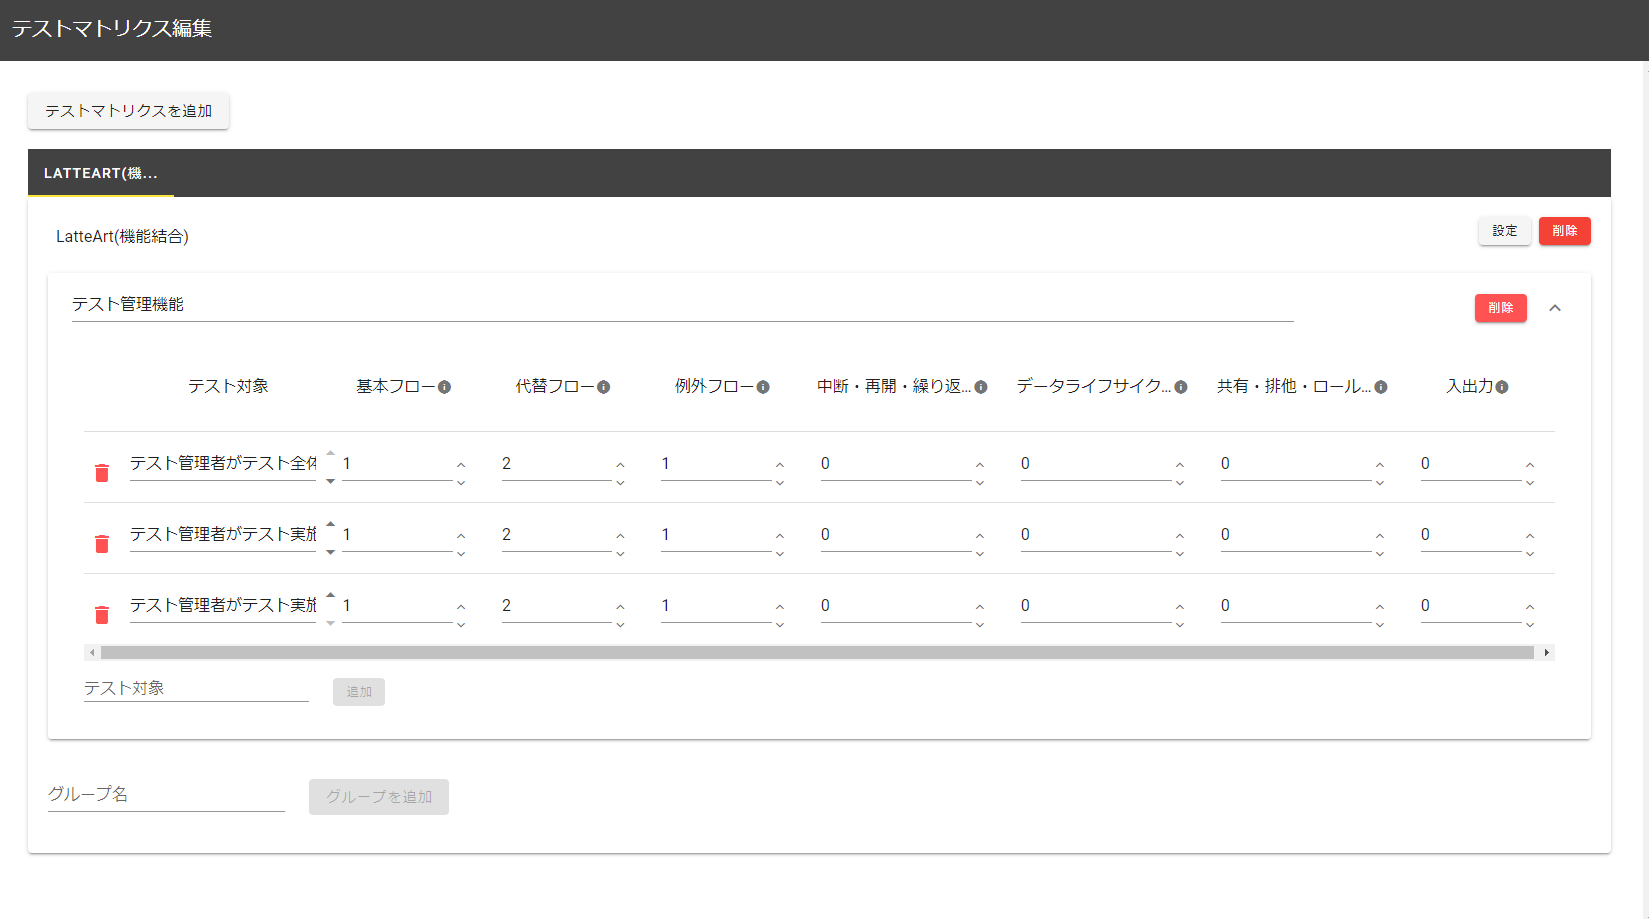 テストマトリクス編集
テストマトリクスを追加
LATTEART(機...
LatteArt(機能結合)
設定
削除
テスト管理機能
削除
テスト対象 基本フロー 代替フロー 例外フロー 中断・再開・繰り返... データライフサイク... 共有・排他・ロール... 入出力
テスト管理者がテスト全体 1 2 1 0 0 0 0
テスト管理者がテスト実施 1 2 1 0 0 0 0
テスト管理者がテスト実施 1 2 1 0 0 0 0
テスト対象
追加
グループ名
グループを追加